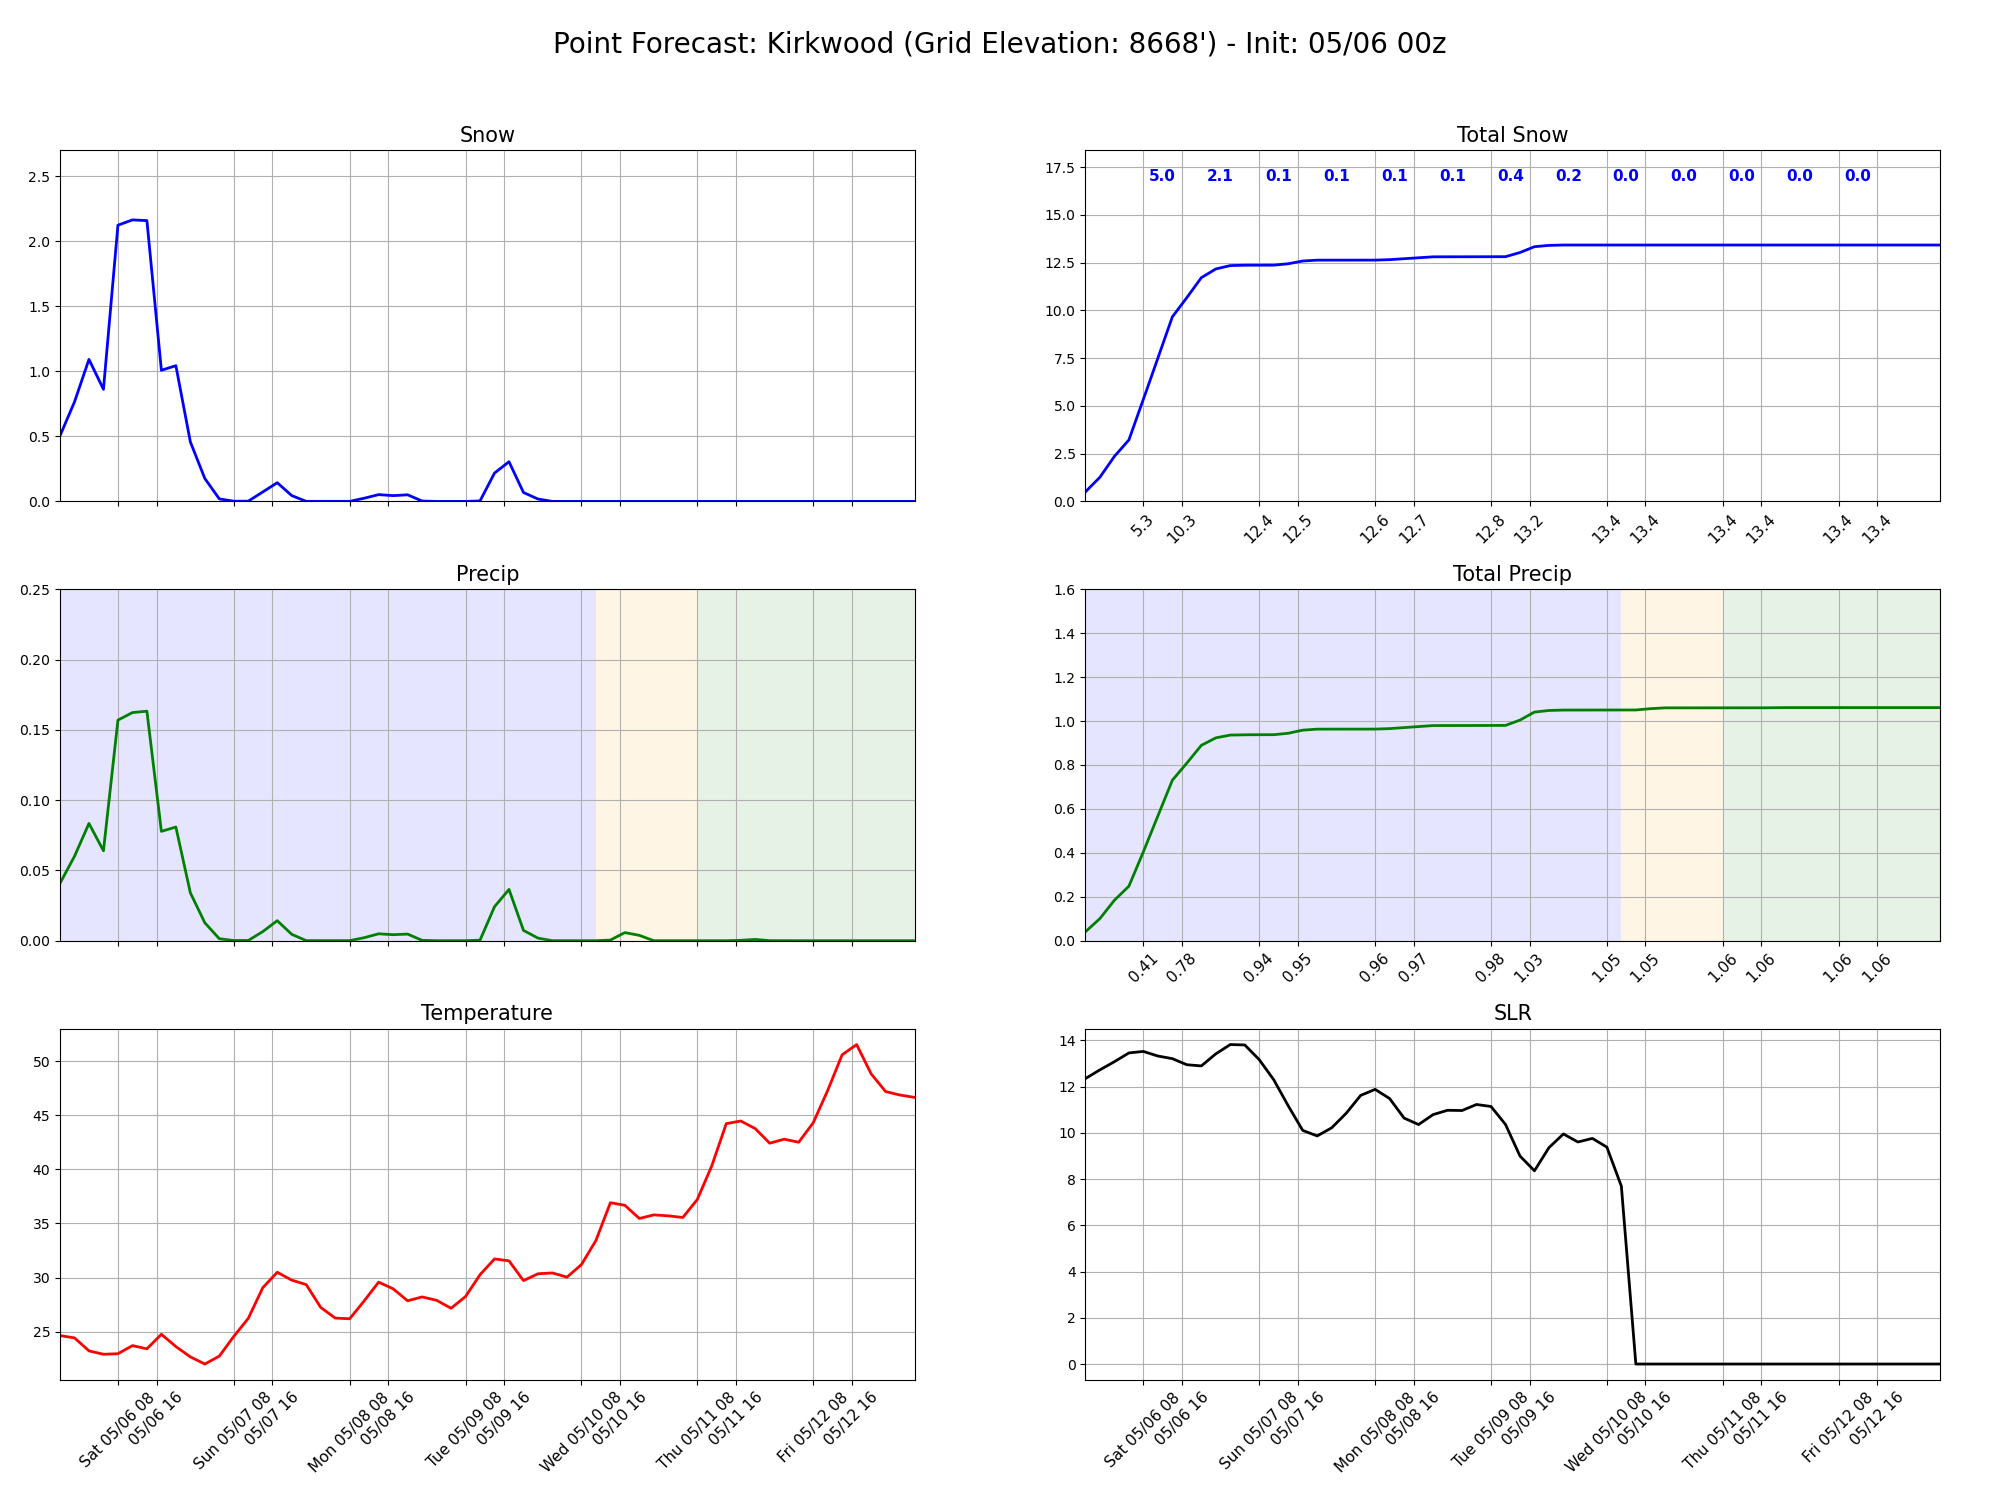 Point Forecast: Kirkwood (Grid Elevation: 8668') - Init: 05/06 00z
Snow
2.5
2.0
1.5
1.0
0.5
0.0
Total Snow
17.5
15.0
12.5
10.0
7.5
5.0
2.5
0.0
5.0 2.1 0.1 0.1 0.1 0.1 0.4 0.2 0.0 0.0 0.0 0.0 0.0
5.3 10.3 12.4 12.5 12.6 12.7 12.8 13.2 13.4 13.4 13.4 13.4 13.4 13.4
Precip
0.25
0.20
0.15
0.10
0.05
0.00
Total Precip
1.6
1.4
1.2
1.0
0.8
0.6
0.4
0.2
0.0
0.41 0.78 0.94 0.95 0.96 0.97 0.98 1.03 1.05 1.05 1.06 1.06 1.06 1.06
Temperature
50
45
40
35
30
25
Sat 05/06 08
05/06 16
Sun 05/07 08
05/07 16
Mon 05/08 08
05/08 16
Tue 05/09 08
05/09 16
Wed 05/10 08
05/10 16
Thu 05/11 08
05/11 16
Fri 05/12 08
05/12 16
SLR
14
12
10
8
6
4
2
0
Sat 05/06 08
05/06 16
Sun 05/07 08
05/07 16
Mon 05/08 08
05/08 16
Tue 05/09 08
05/09 16
Wed 05/10 08
05/10 16
Thu 05/11 08
05/11 16
Fri 05/12 08
05/12 16